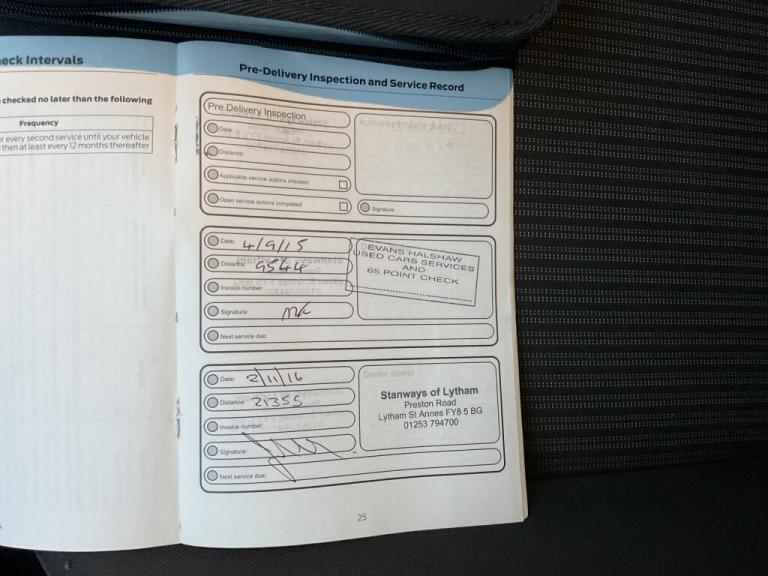 eck Intervals
checked no later than the following
Frequency
r every second service until your vehicle
then at least every 12 months thereafter
Pre-Delivery Inspection and Service Record
Pre Delivery Inspection
Date:
Distance:
Applicable service actions checked:
Open service actions completed:
Signature:
Date: 4/9/15
Distance: 9544
Invoice number:
Signature: MK
Next service due:
EVANS HALSHAW
USED CARS SERVICES
AND
65 POINT CHECK
Date: 2/11/16
Distance: 21355
Invoice number:
Signature:
Next service due:
Dealer stamp
Stanways of Lytham
Preston Road
Lytham St Annes FY8 5 BG
01253 794700
25